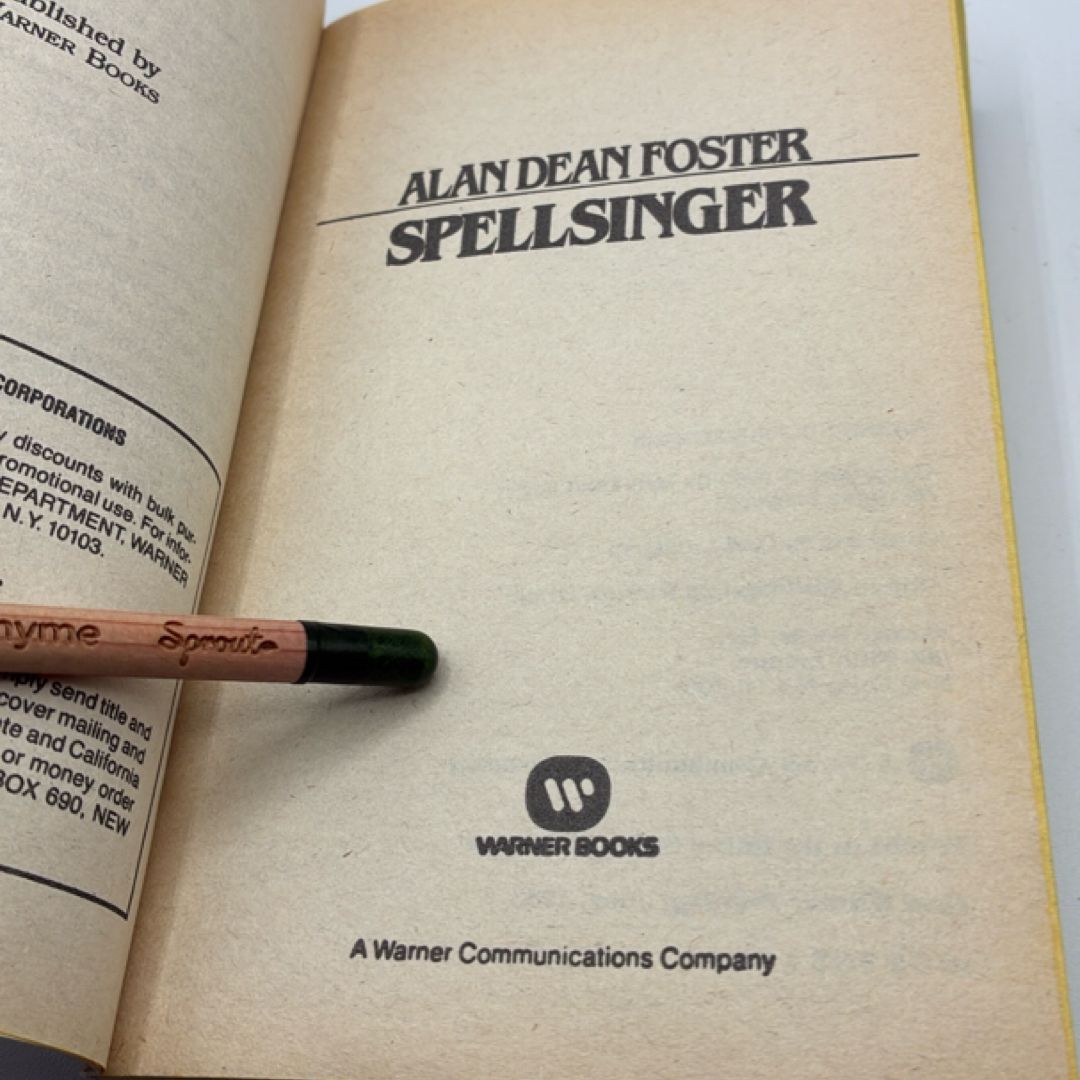 ublished by
ARNER BOOKS
CORPORATIONS
discounts with bulk pur-
romotional use. For infor-
EPARTMENT, WARNER
N.Y. 10103.
hyme Sprout
mply send title and
cover mailing and
te and California
or money order
BOX 690, NEW
ALAN DEAN FOSTER
SPELLSINGER
W
WARNER BOOKS
A Warner Communications Company